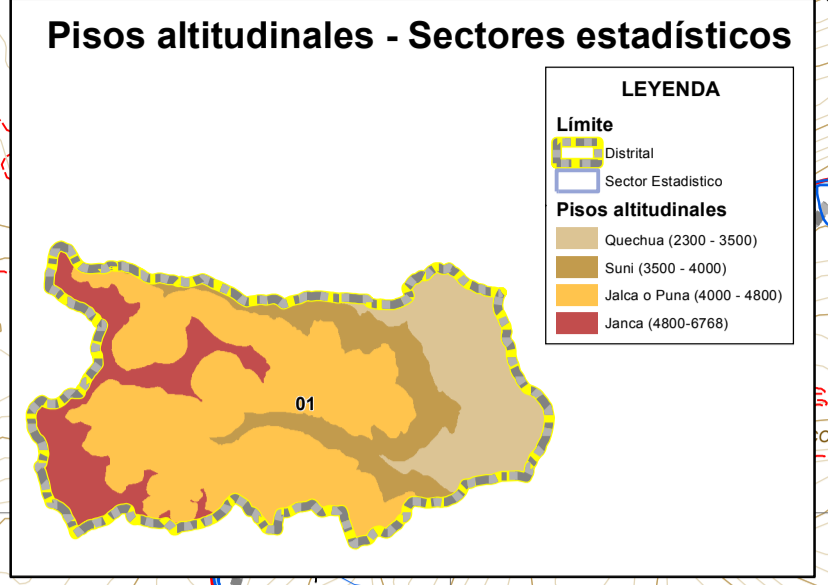 Pisos altitudinales - Sectores estadísticos
LEYENDA
Límite
Distrital
Sector Estadistico
Pisos altitudinales
Quechua (2300 - 3500)
Suni (3500 - 4000)
Jalca o Puna (4000 - 4800)
Janca (4800-6768)
01